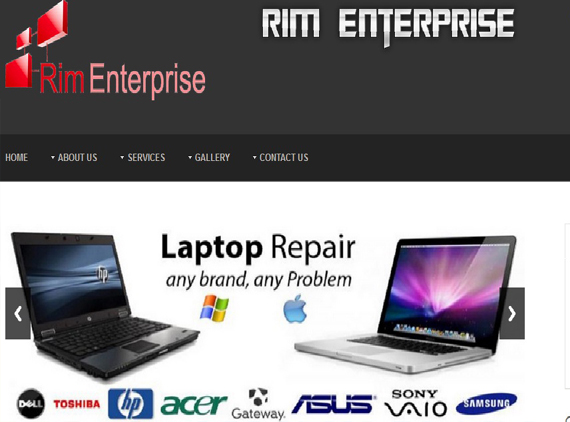 RIM ENTERPRISE
Rim Enterprise
HOME ABOUT US SERVICES GALLERY CONTACT US
Laptop Repair
any brand, any Problem
hp
DELL TOSHIBA hp acer Gateway ASUS SONY VAIO SAMSUNG